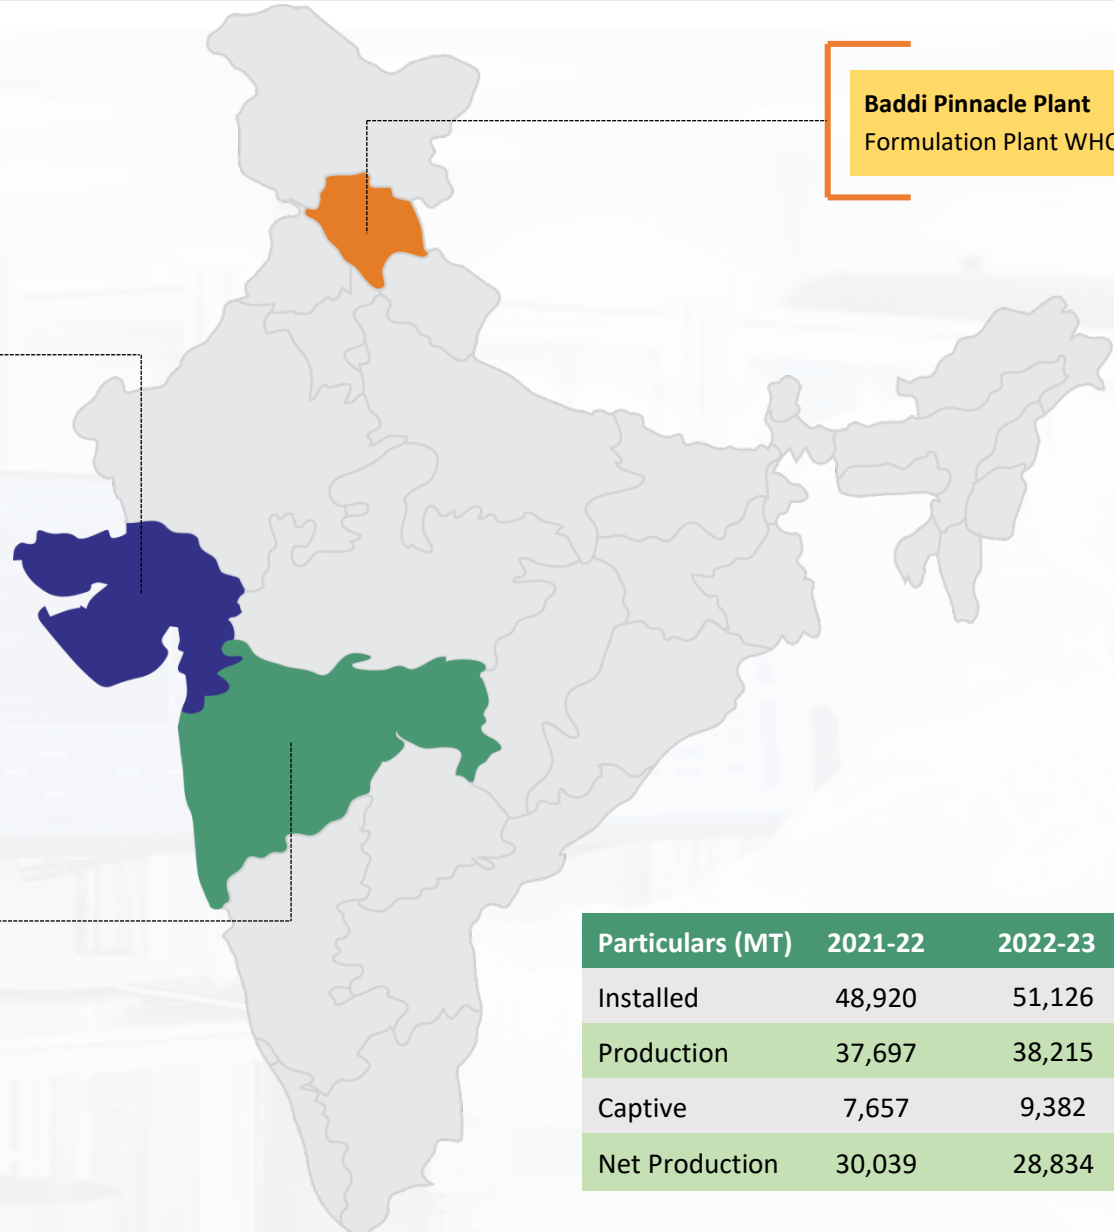 Baddi Pinnacle Plant
Formulation Plant WHO
Particulars (MT) 2021-22 2022-23
Installed 48,920 51,126
Production 37,697 38,215
Captive 7,657 9,382
Net Production 30,039 28,834